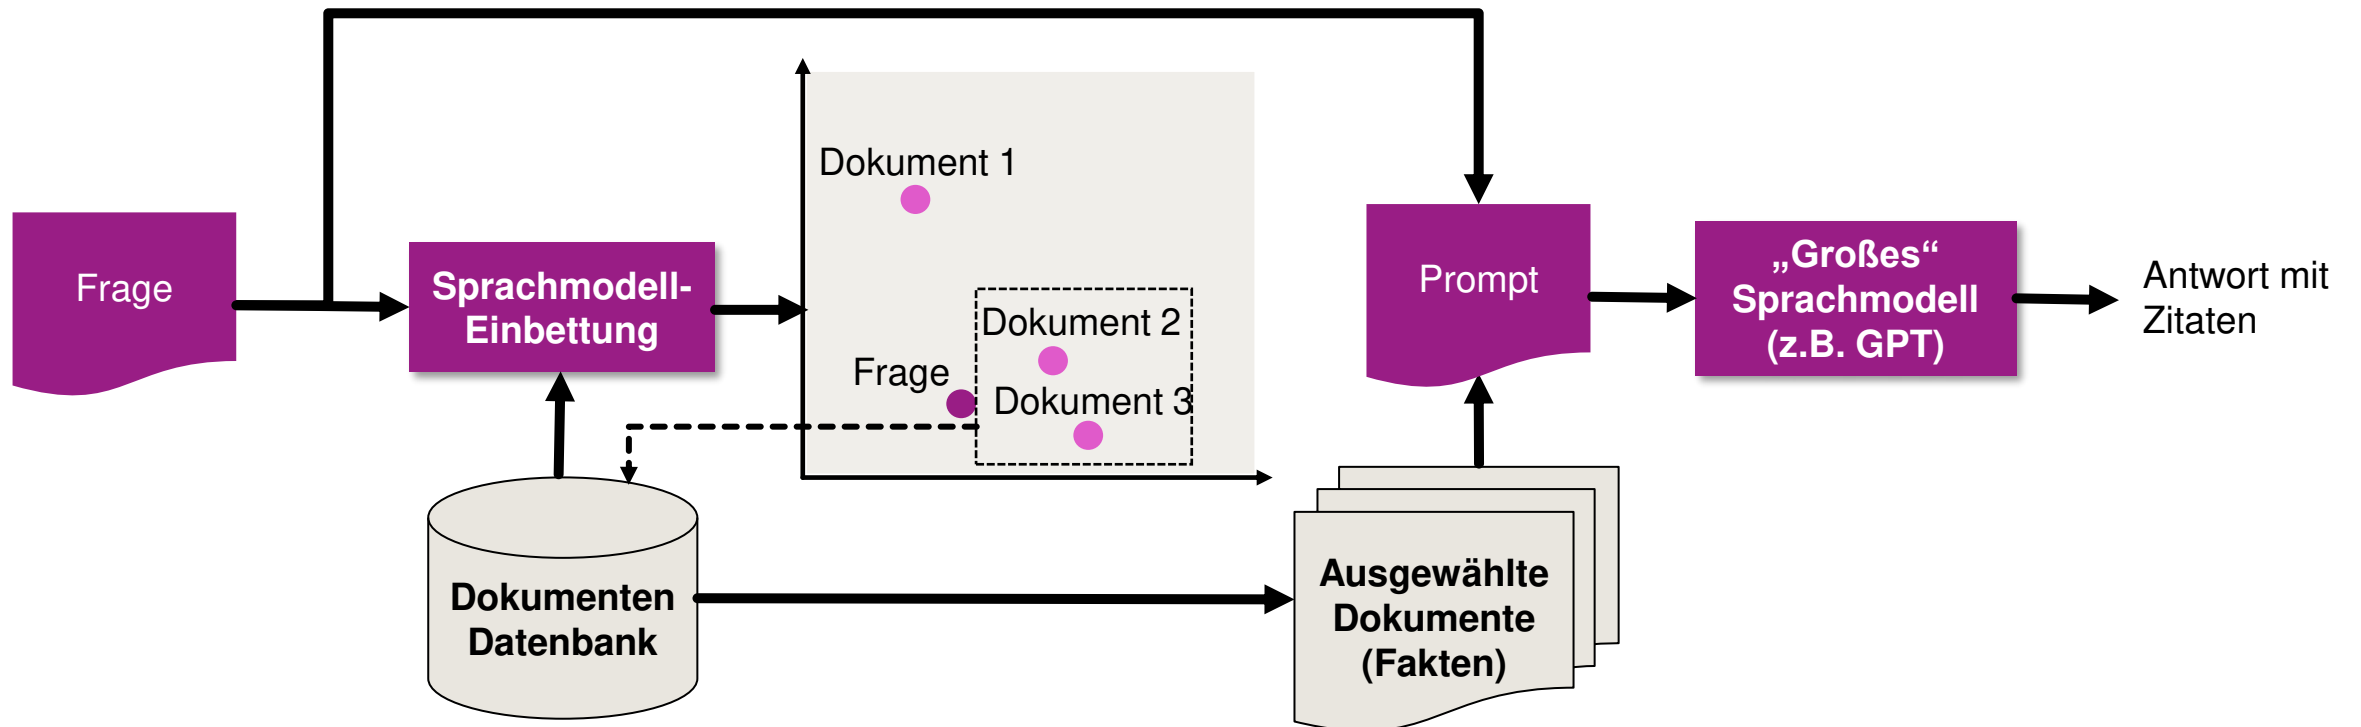 Frage
Sprachmodell-
Einbettung
Dokument 1
Dokument 2
Frage
Dokument 3
Dokumenten
Datenbank
Prompt
Ausgewählte
Dokumente
(Fakten)
„Großes“
Sprachmodell
(z.B. GPT)
Antwort mit
Zitaten